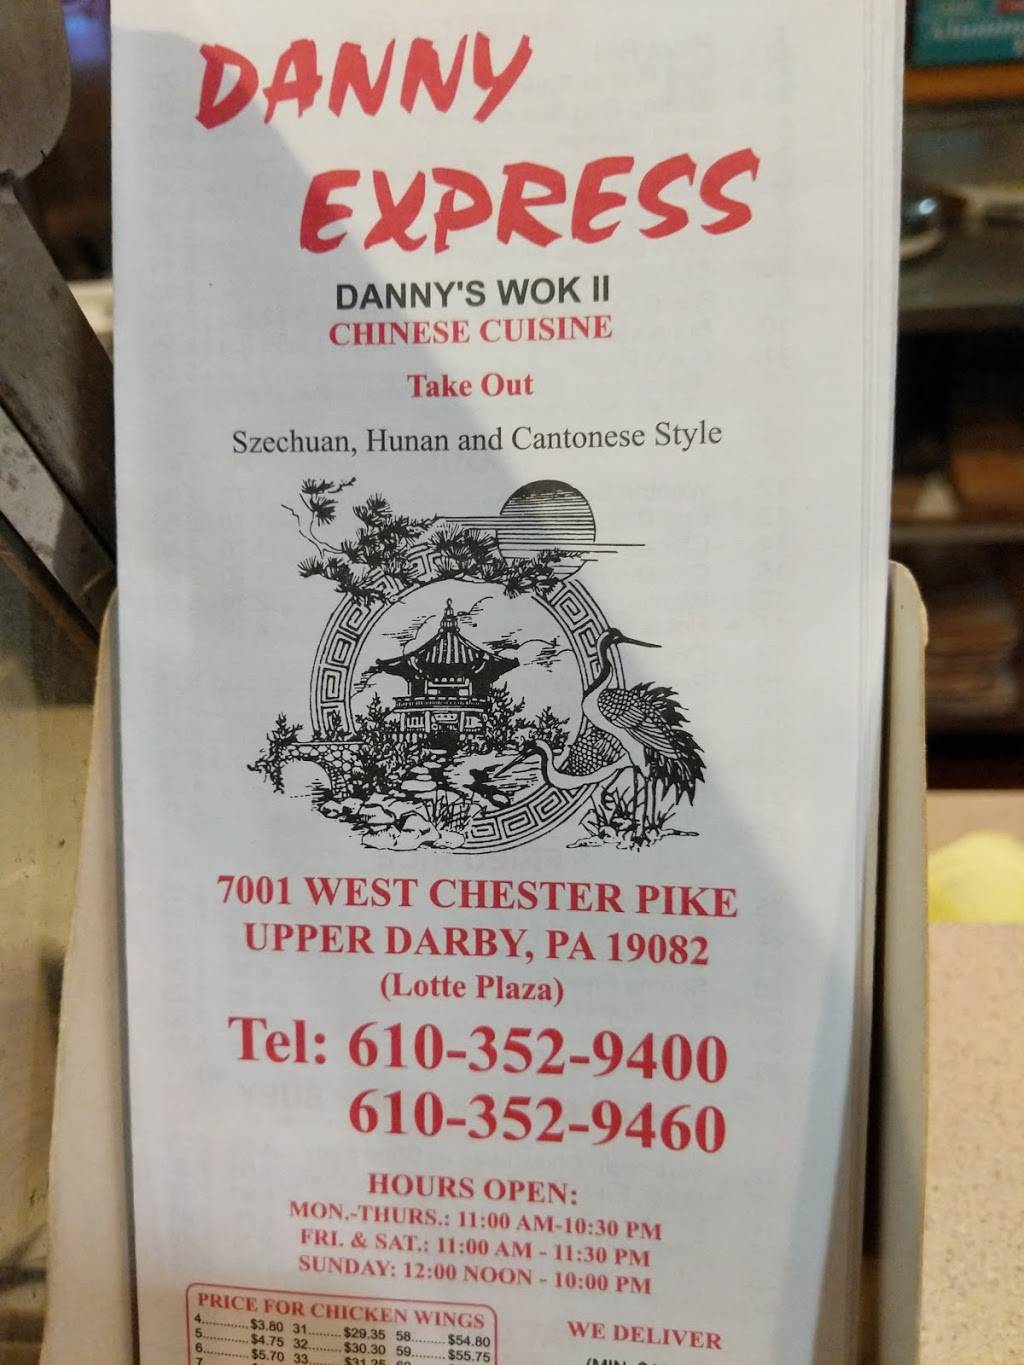 DANNY
EXPRESS
DANNY'S WOK II
CHINESE CUISINE
Take Out
Szechuan, Hunan and Cantonese Style
7001 WEST CHESTER PIKE
UPPER DARBY, PA 19082
(Lotte Plaza)
Tel: 610-352-9400
610-352-9460
HOURS OPEN:
MON.-THURS.: 11:00 AM-10:30 PM
FRI. & SAT.: 11:00 AM - 11:30 PM
SUNDAY: 12:00 NOON - 10:00 PM
PRICE FOR CHICKEN WINGS
4.......... $3.80 31......... $29.35 58......... $54.80
5.......... $4.75 32......... $30.30 59......... $55.75
6.......... $5.70 33......... $31.25
WE DELIVER